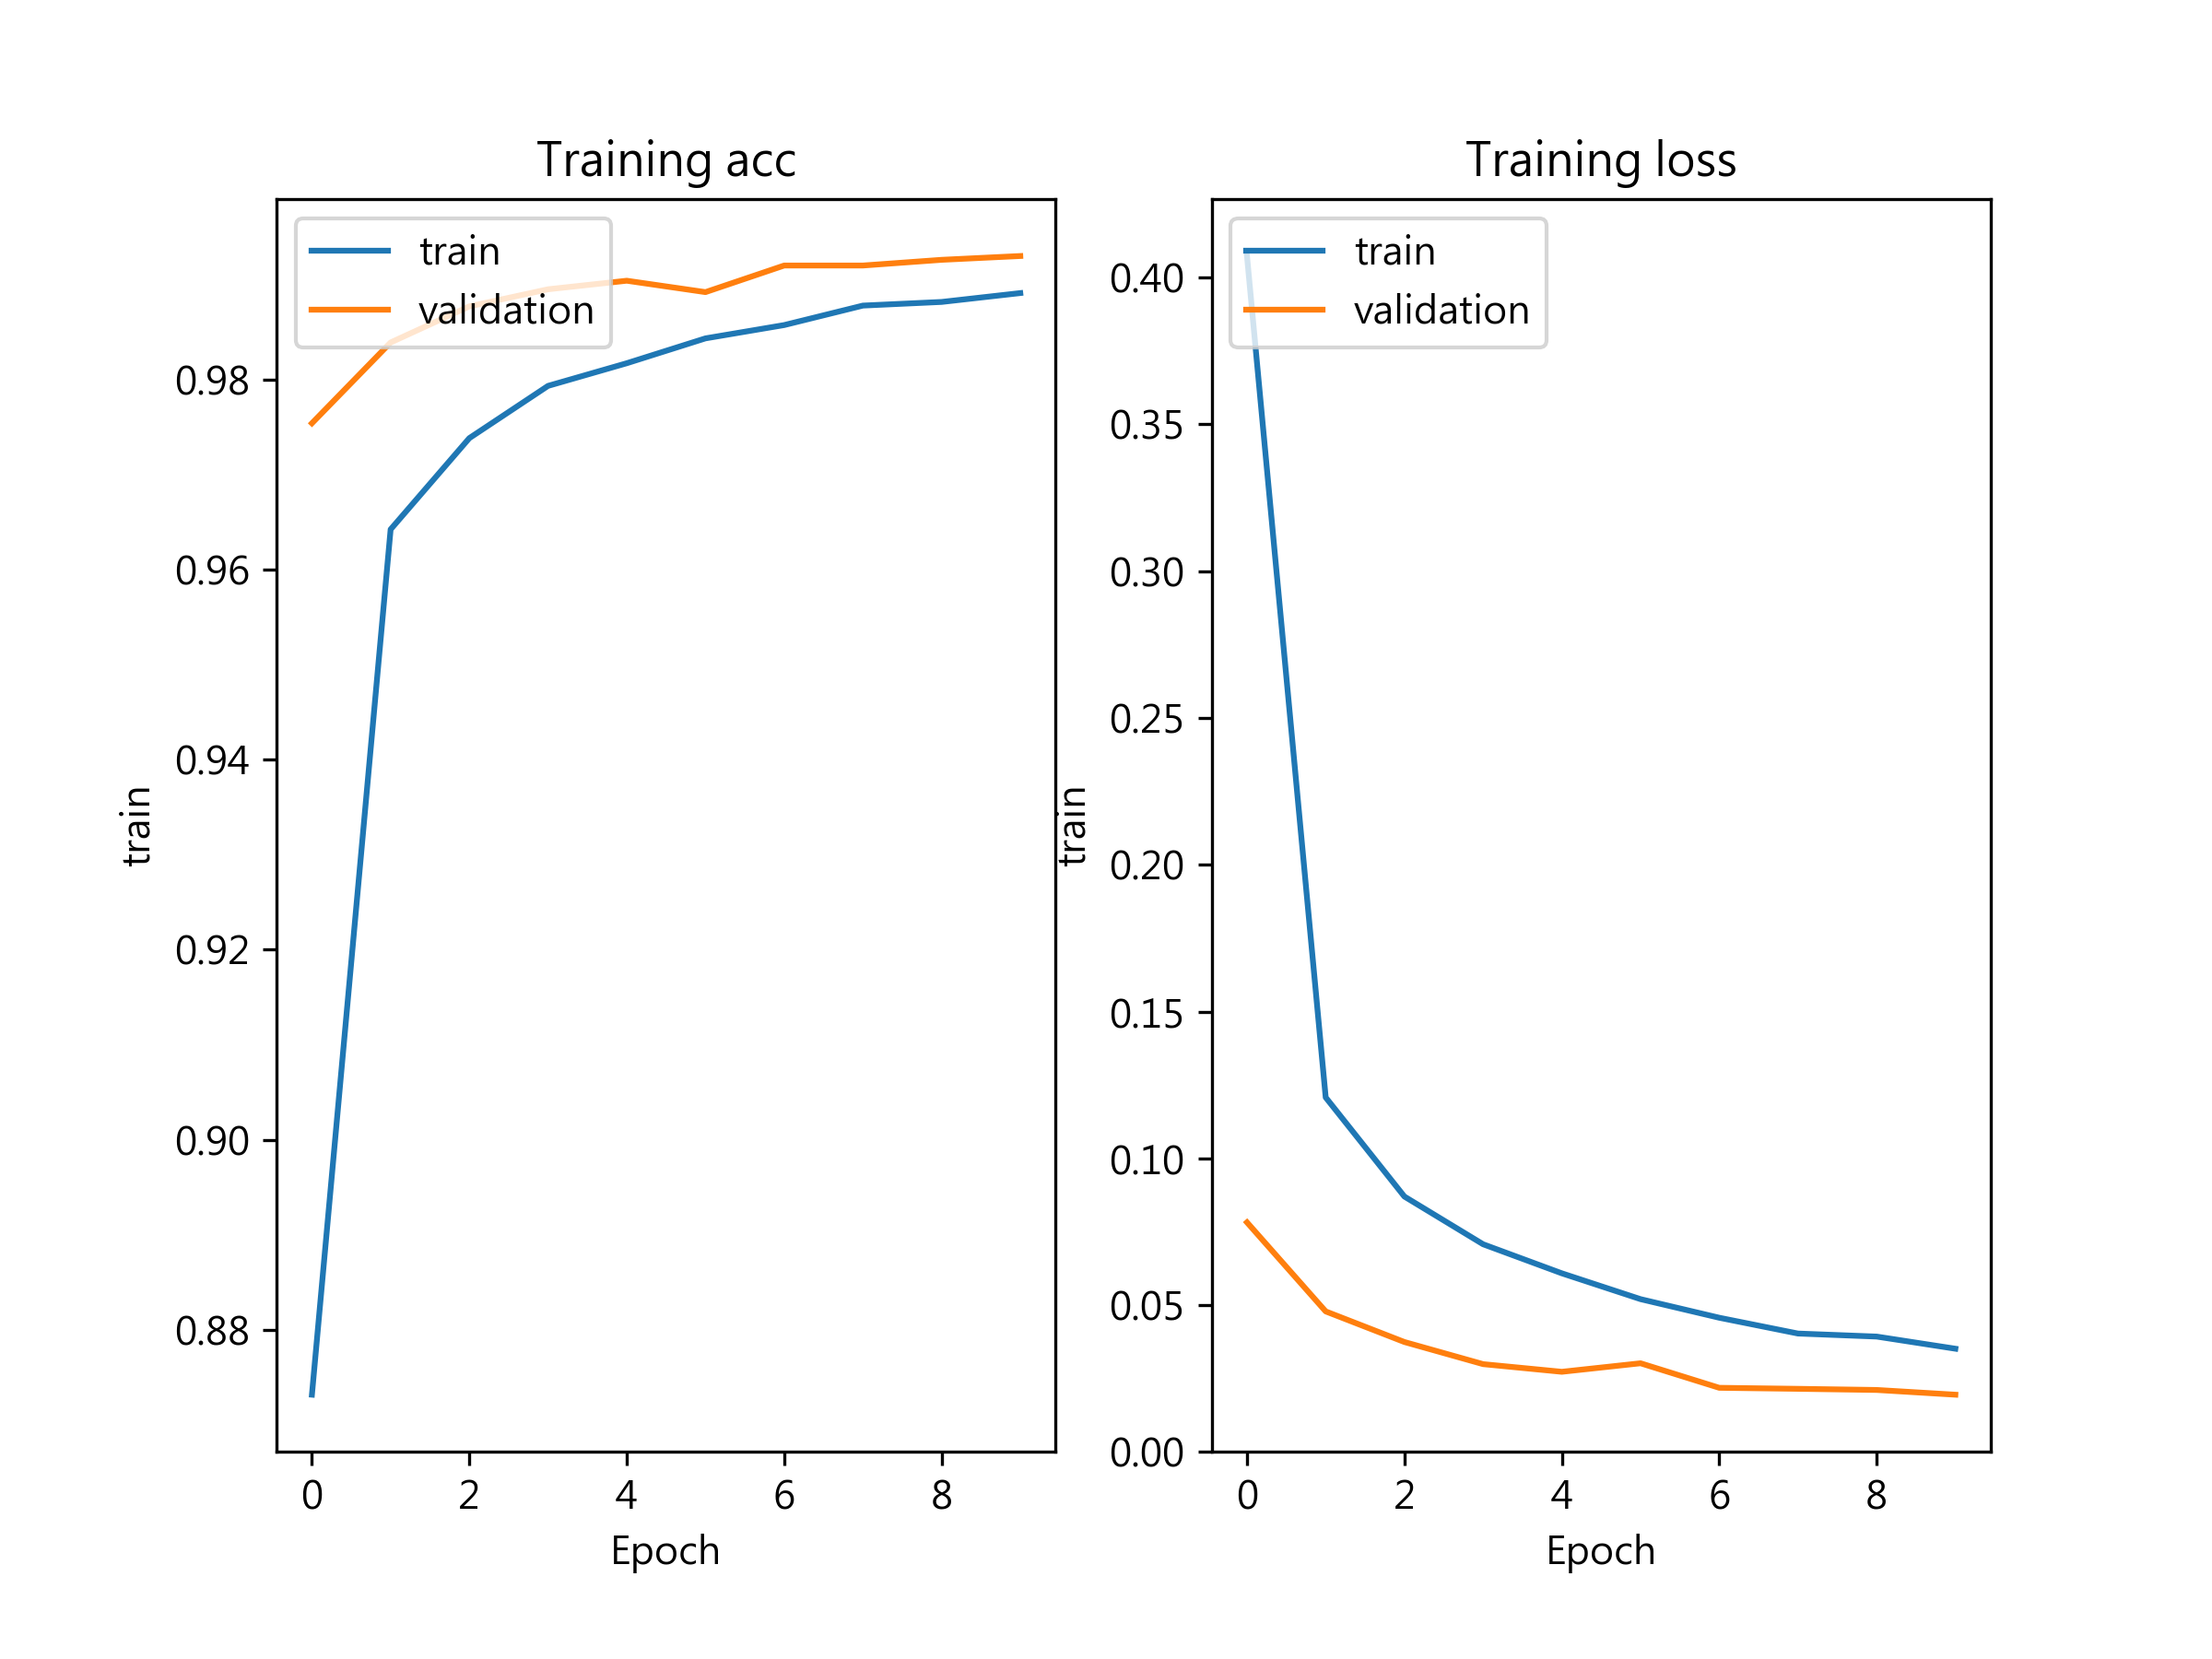 Training acc
train
validation
0.98
0.96
0.94
0.92
0.90
0.88
train
0 2 4 6 8
Epoch
Training loss
train
validation
0.40
0.35
0.30
0.25
0.20
0.15
0.10
0.05
0.00
train
0 2 4 6 8
Epoch